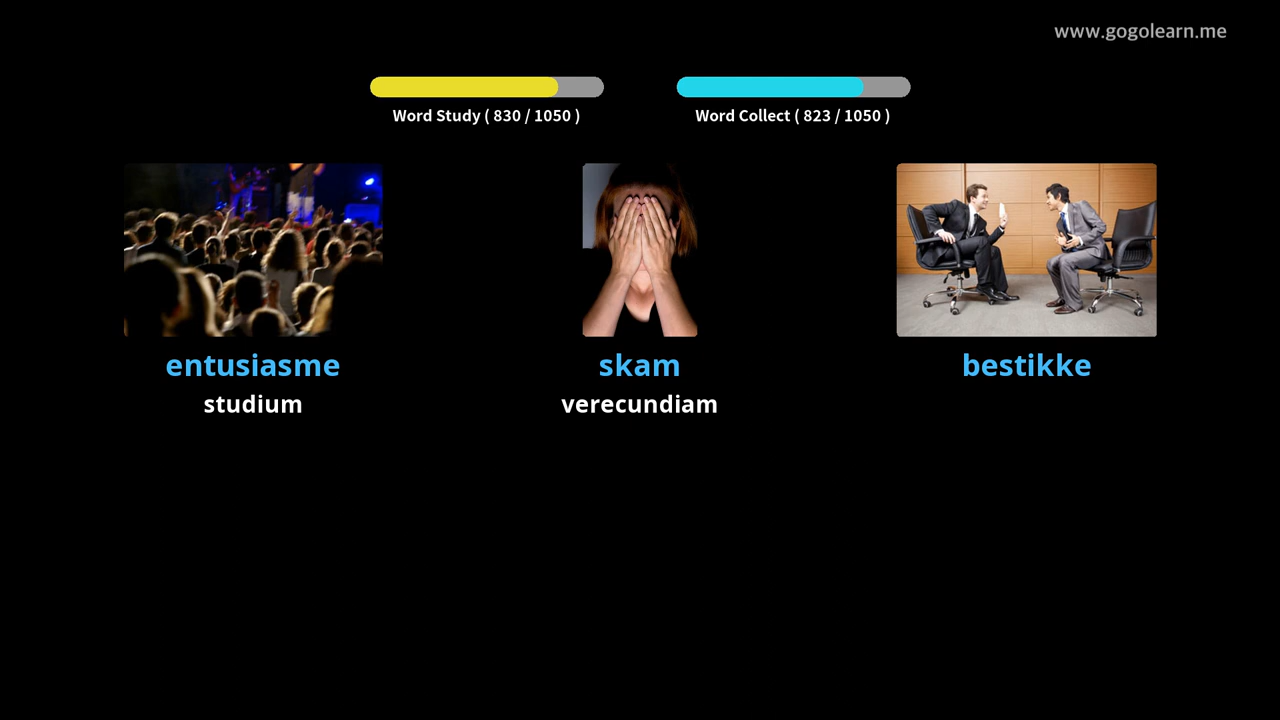 www.gogolearn.me
Word Study ( 830 / 1050 )
Word Collect ( 823 / 1050 )
entusiasme
studium
skam
verecundiam
bestikke